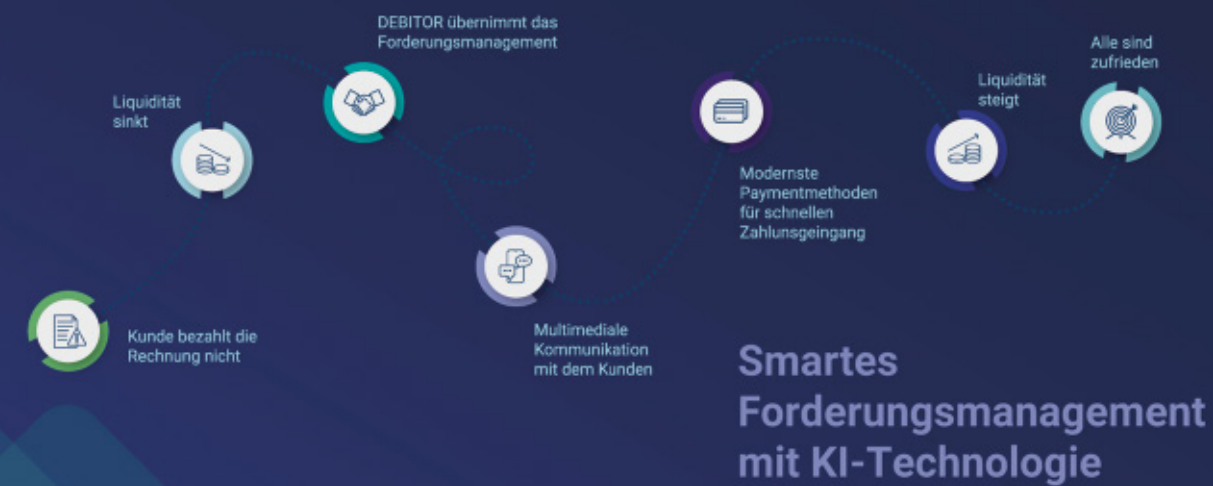 Kunde bezahlt die
Rechnung nicht
Liquidität
sinkt
DEBITOR übernimmt das
Forderungsmanagement
Multimediale
Kommunikation
mit dem Kunden
Modernste
Paymentmethoden
für schnellen
Zahlunsgeingang
Liquidität
steigt
Alle sind
zufrieden
Smartes
Forderungsmanagement
mit KI-Technologie